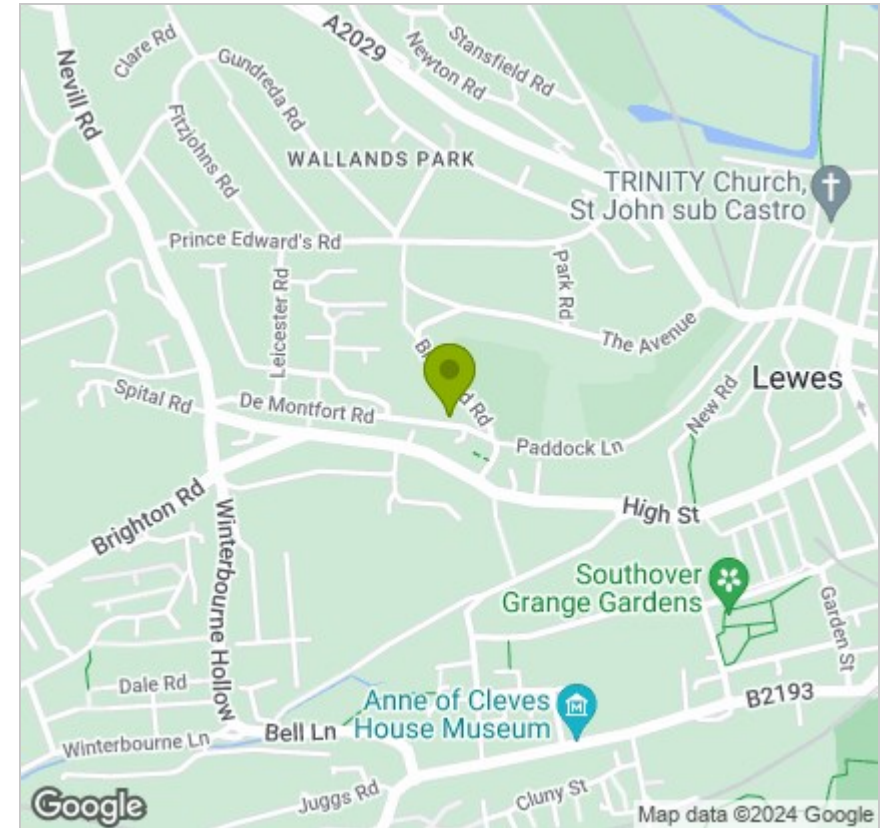 A2029
Stansfield Rd
Newton Rd
Clare Rd
Nevill Rd
Gundreda Rd
Fitzjohns Rd
WALLANDS PARK
TRINITY Church,
St John sub Castro
Prince Edward's Rd
Park Rd
Leicester Rd
The Avenue
Lewes
Spital Rd
De Montfort Rd
Rd
New Rd
Paddock Ln
High St
Brighton Rd
Winterbourne Hollow
Southover
Grange Gardens
Garden St
Dale Rd
Anne of Cleves
House Museum
B2193
Winterbourne Ln
Bell Ln
Juggs Rd
Cluny St
Google
Map data ©2024 Google